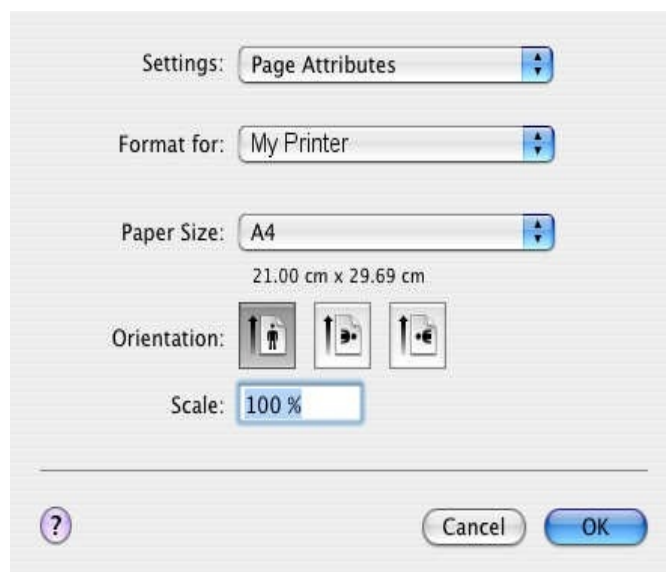 Settings: Page Attributes
Format for: My Printer
Paper Size: A4
21.00 cm x 29.69 cm
Orientation:
Scale: 100 %
? Cancel OK